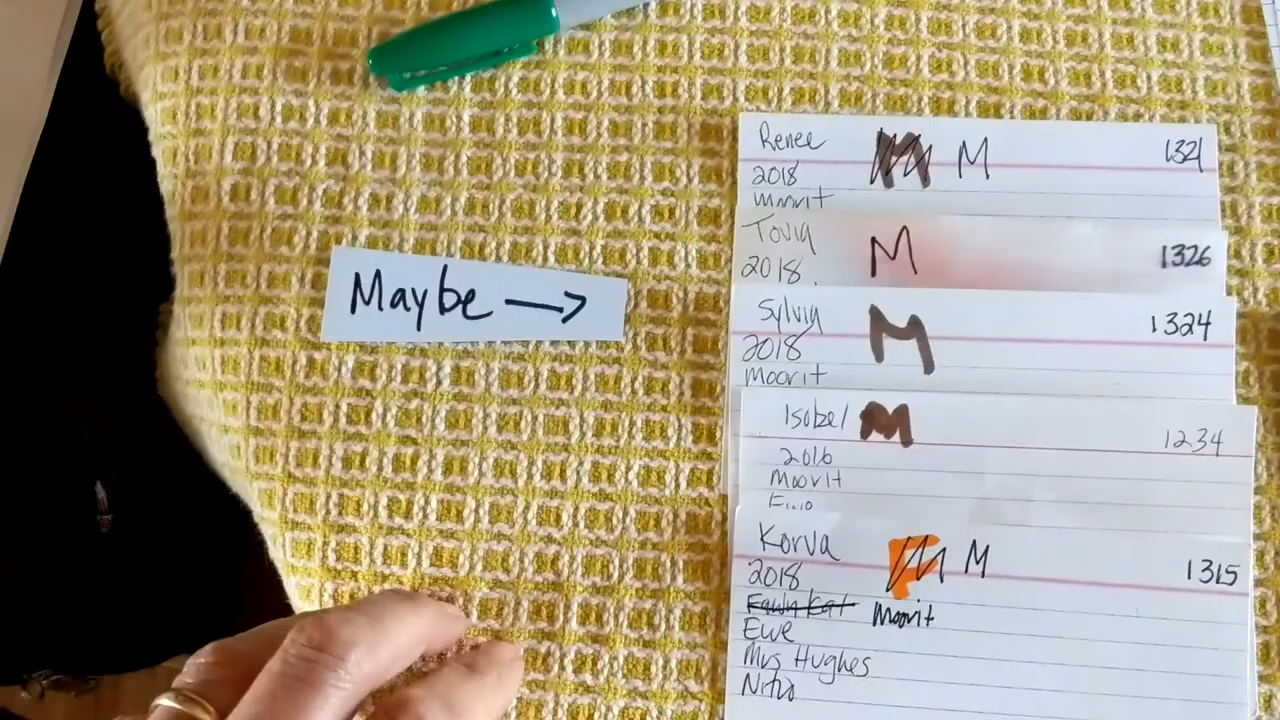 Maybe →
Renee M 1321
2018
Moorit
Tovia M 1326
2018.
Sylvia M 1324
2018
Moorit
Isobel M 1234
2016
Moorit
Korva M M 1315
2018
Fawn Kat Moorit
Ewe
Mrs Hughes
Nitro